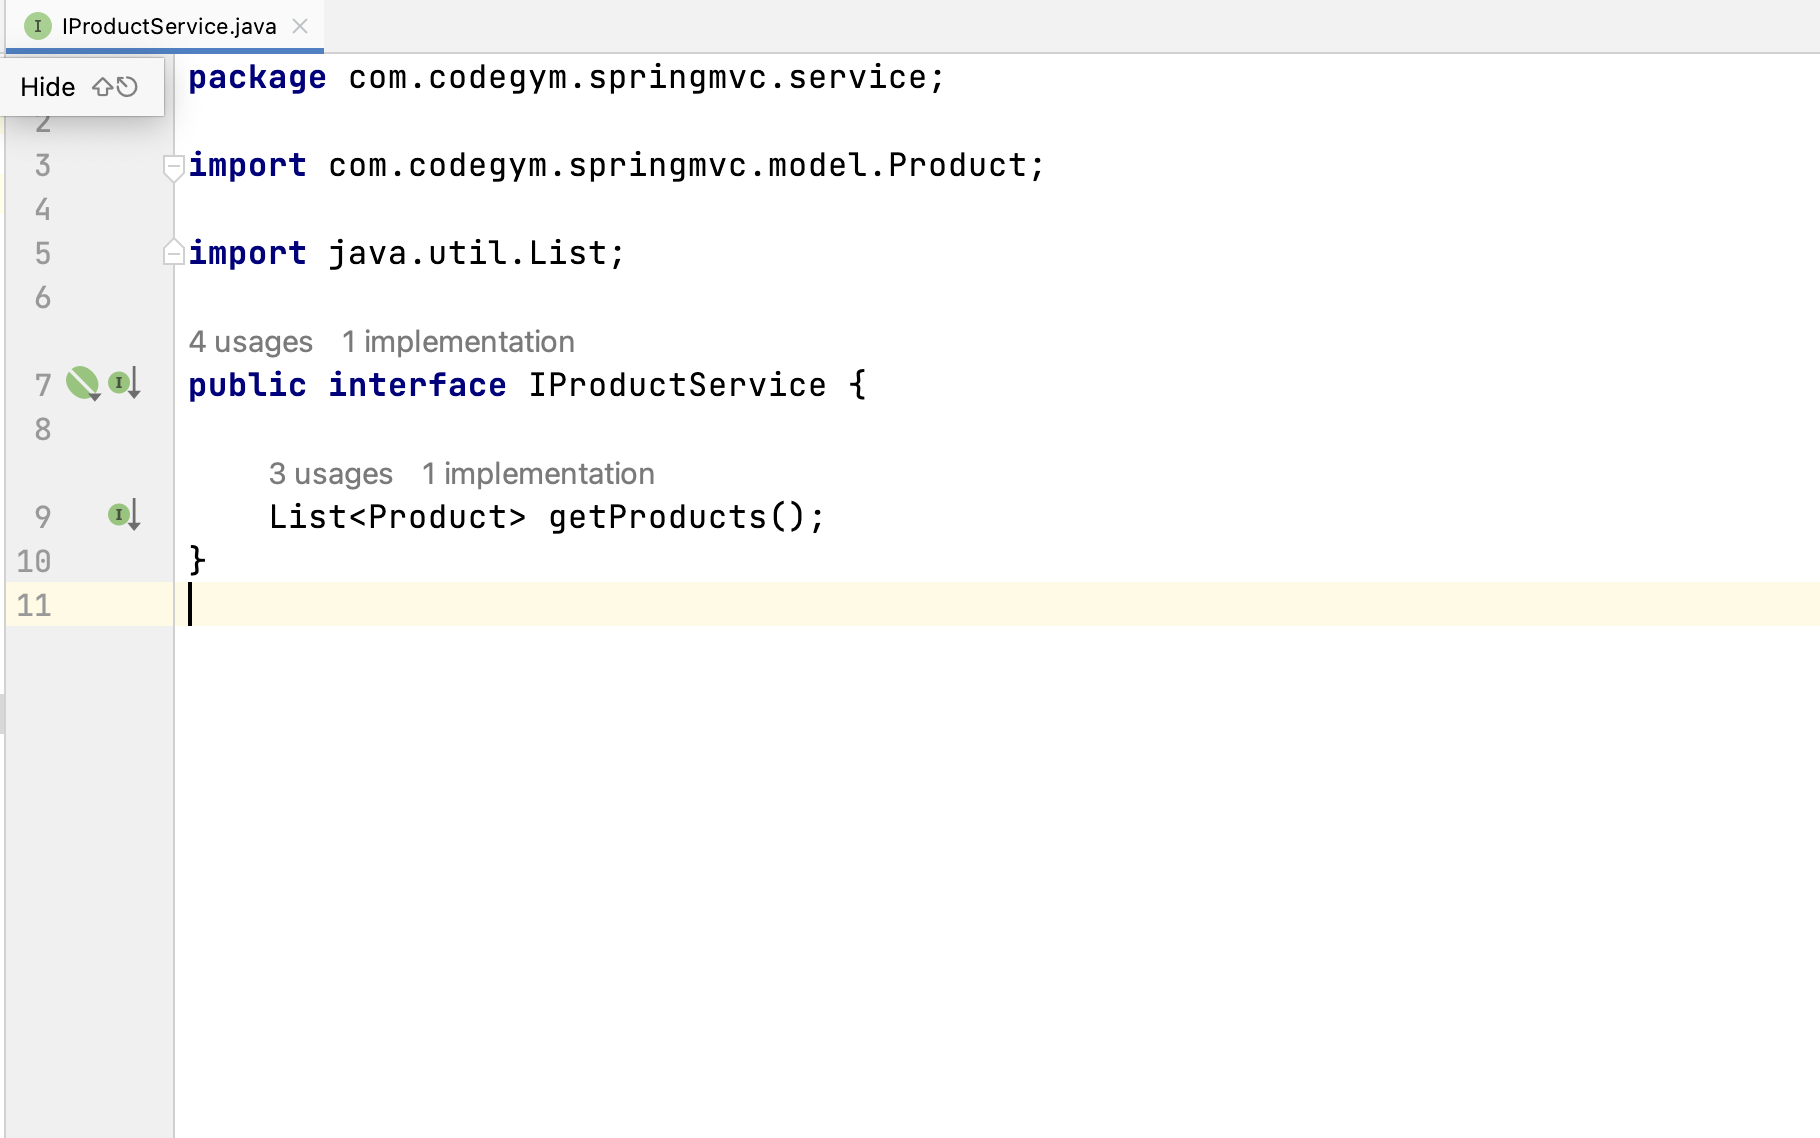 IProductService.java
Hide
package com.codegym.springmvc.service;
2
3 import com.codegym.springmvc.model.Product;
4
5 import java.util.List;
6
4 usages 1 implementation
7 public interface IProductService {
8
3 usages 1 implementation
9 List<Product> getProducts();
10 }
11